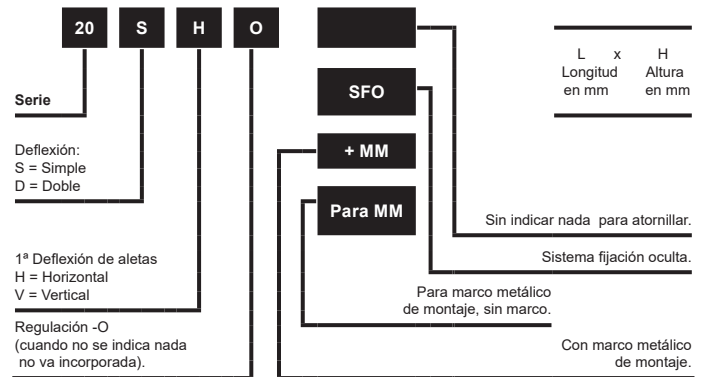 20 S H O
L x H
Longitud Altura
en mm en mm
SFO
Serie
+ MM
Deflexión:
S = Simple
D = Doble
Para MM
Sin indicar nada para atornillar.
Sistema fijación oculta.
1ª Deflexión de aletas
H = Horizontal
V = Vertical
Para marco metálico
de montaje, sin marco.
Regulación -O
(cuando no se indica nada
no va incorporada).
Con marco metálico
de montaje.